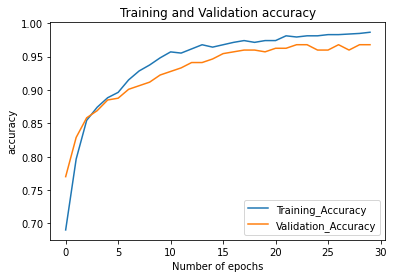 Training and Validation accuracy
1.00
0.95
0.90
0.85
0.80
0.75
0.70
accuracy
Training_Accuracy
Validation_Accuracy
0 5 10 15 20 25 30
Number of epochs